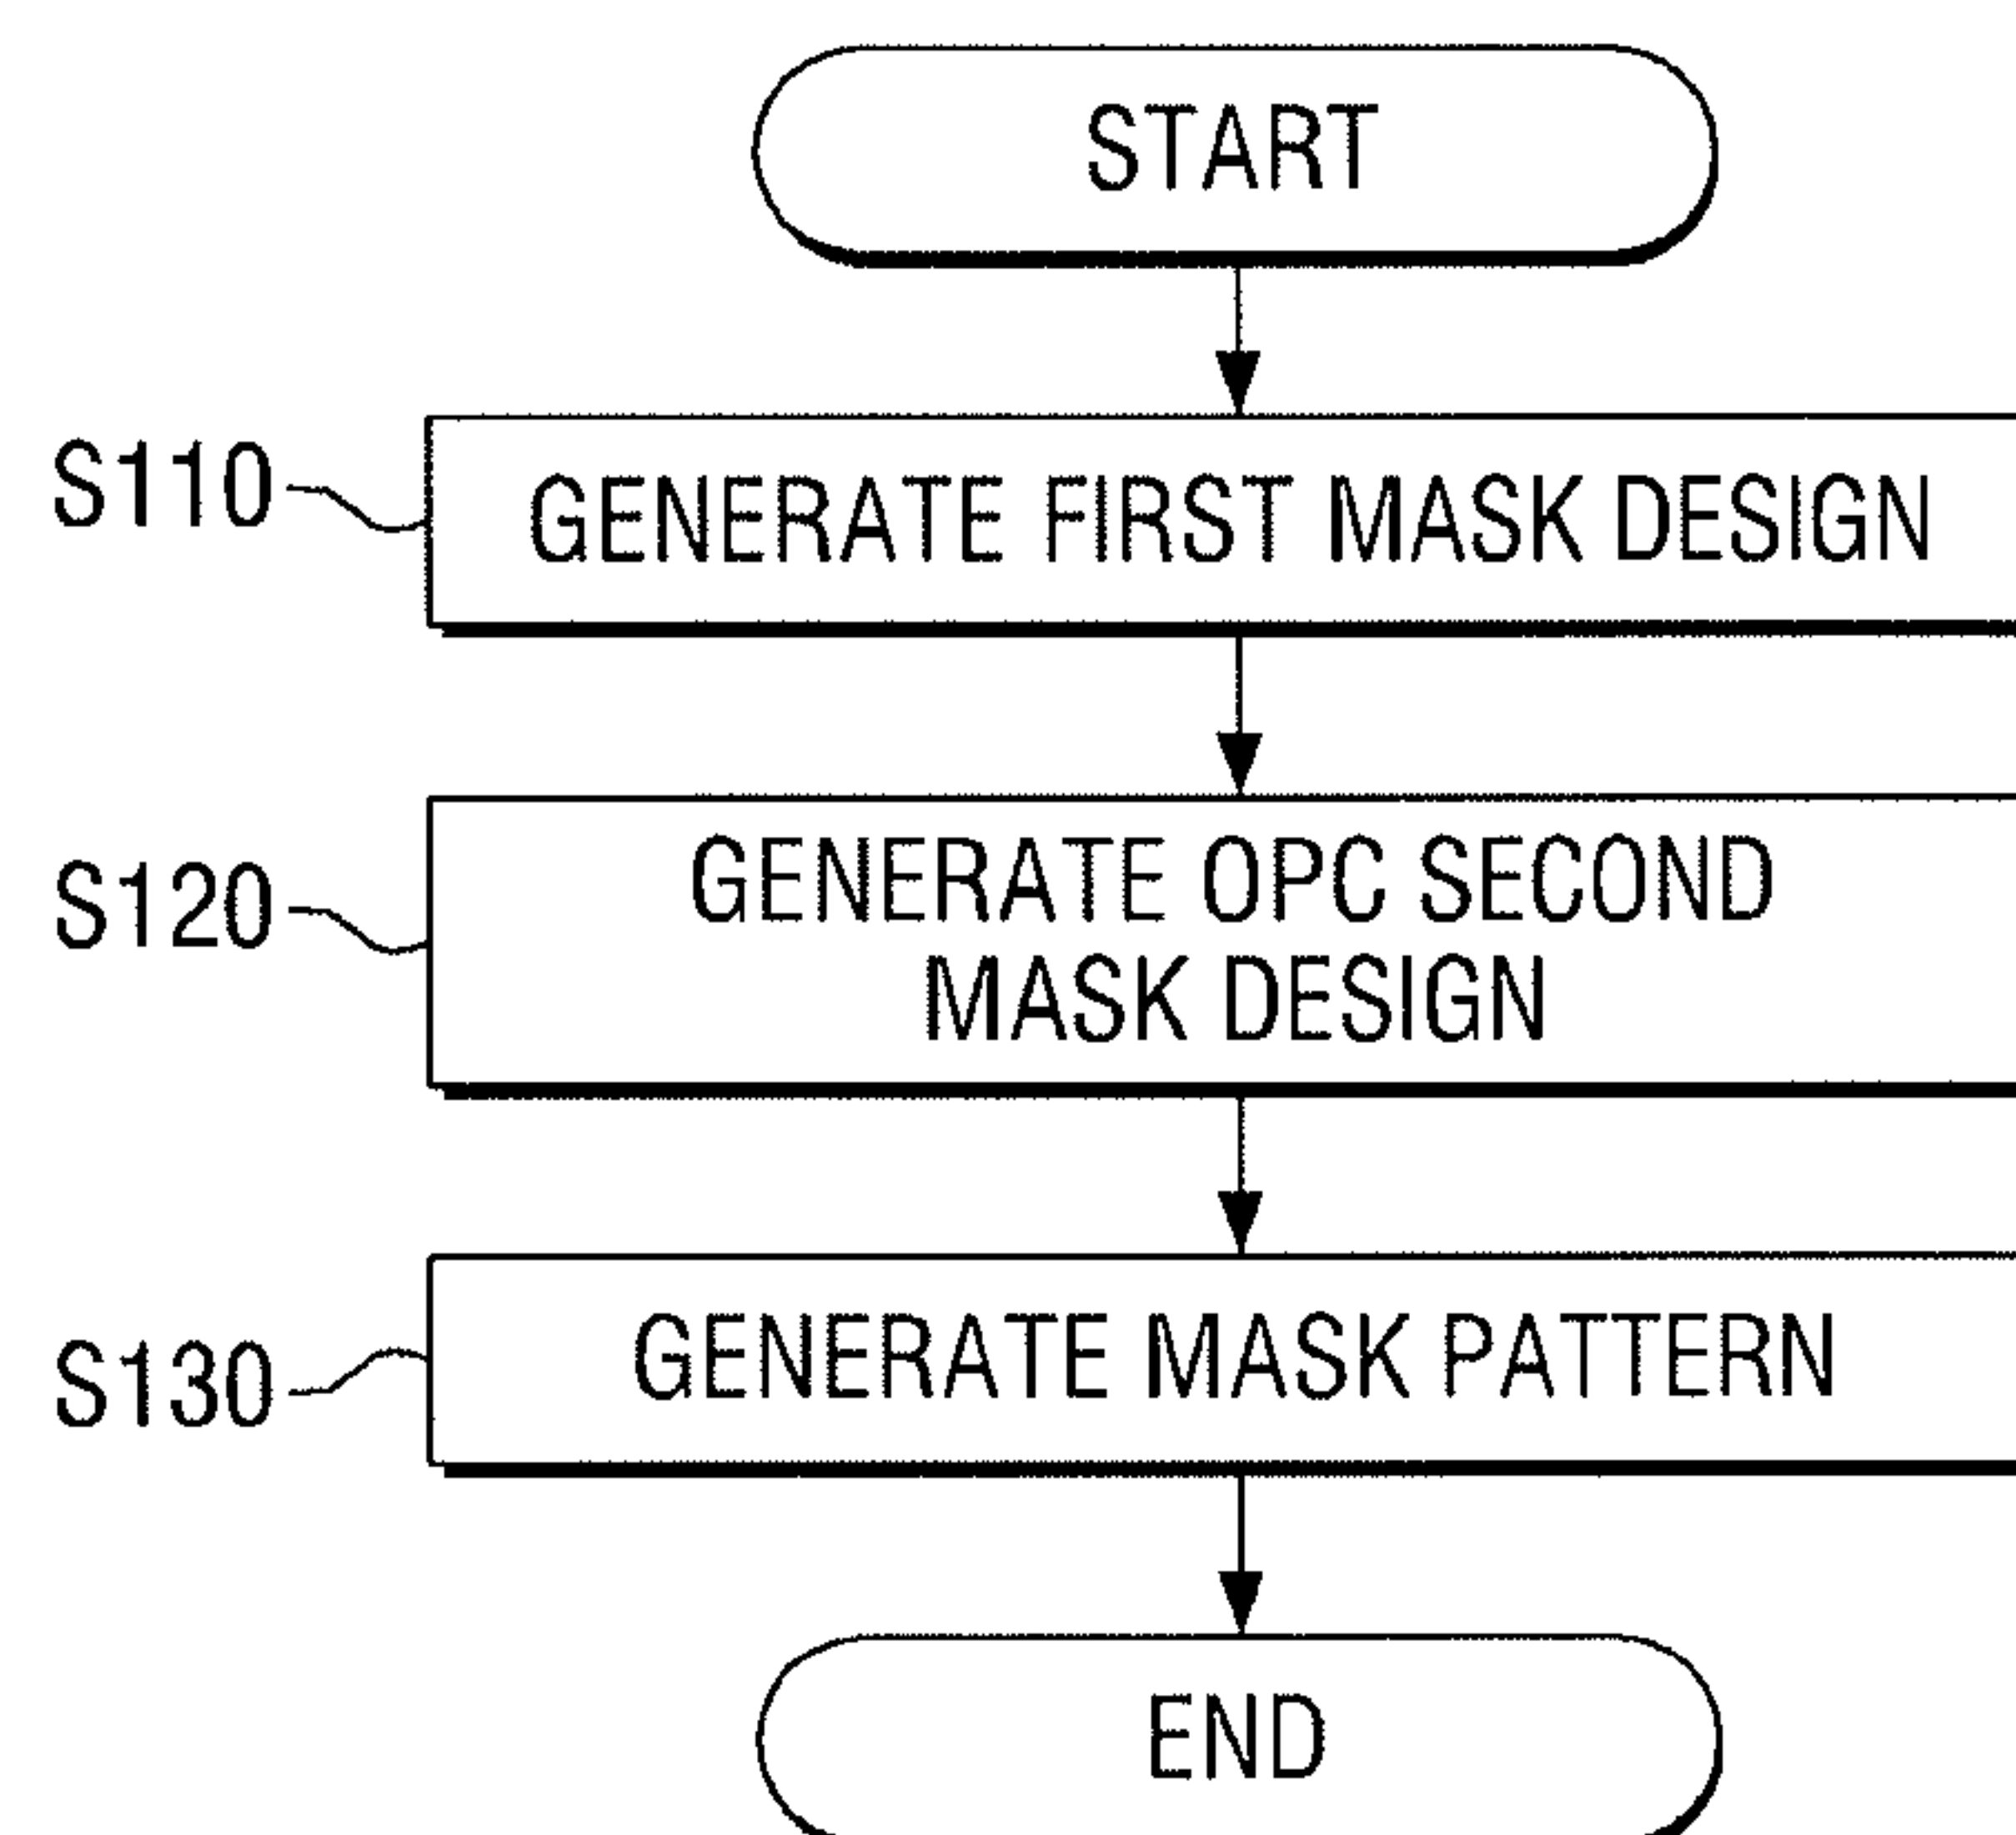 START
S110
GENERATE FIRST MASK DESIGN
S120
GENERATE OPC SECOND
MASK DESIGN
S130
GENERATE MASK PATTERN
END